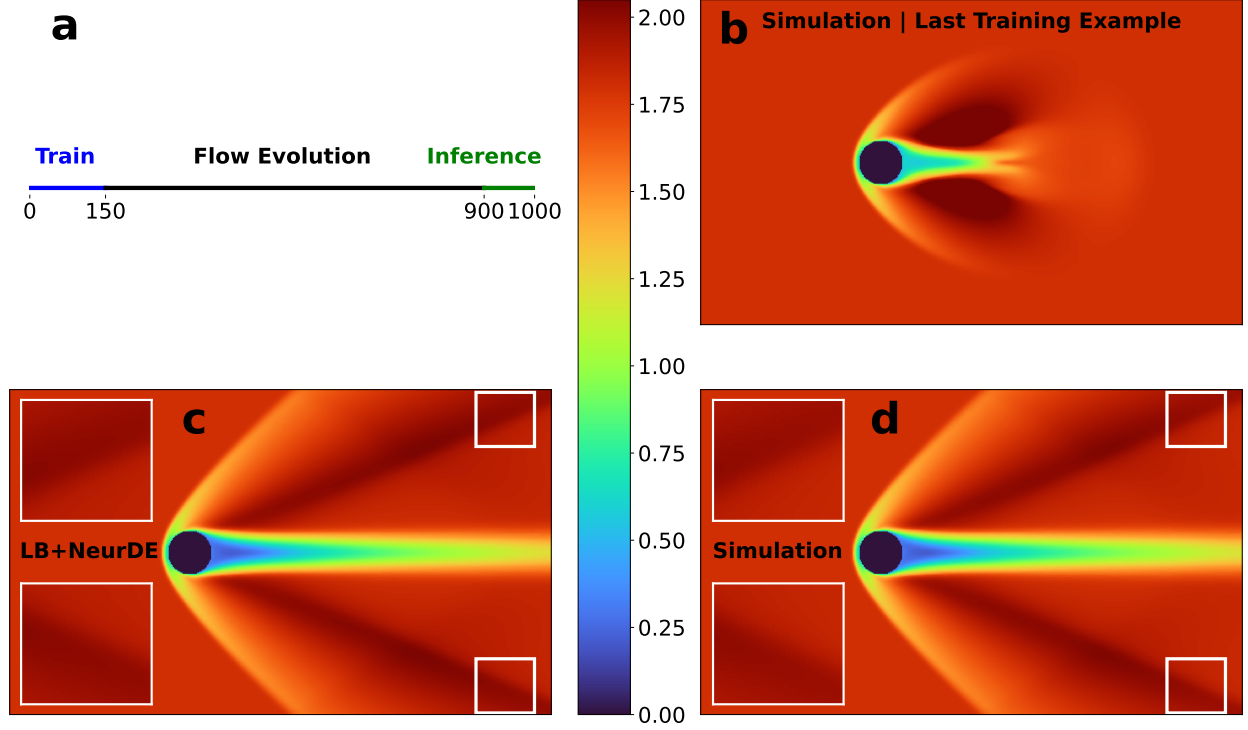 a
Train Flow Evolution Inference
0 150 900 1000
2.00
1.75
1.50
1.25
1.00
0.75
0.50
0.25
0.00
b Simulation | Last Training Example
c
LB+NeurDE
d
Simulation